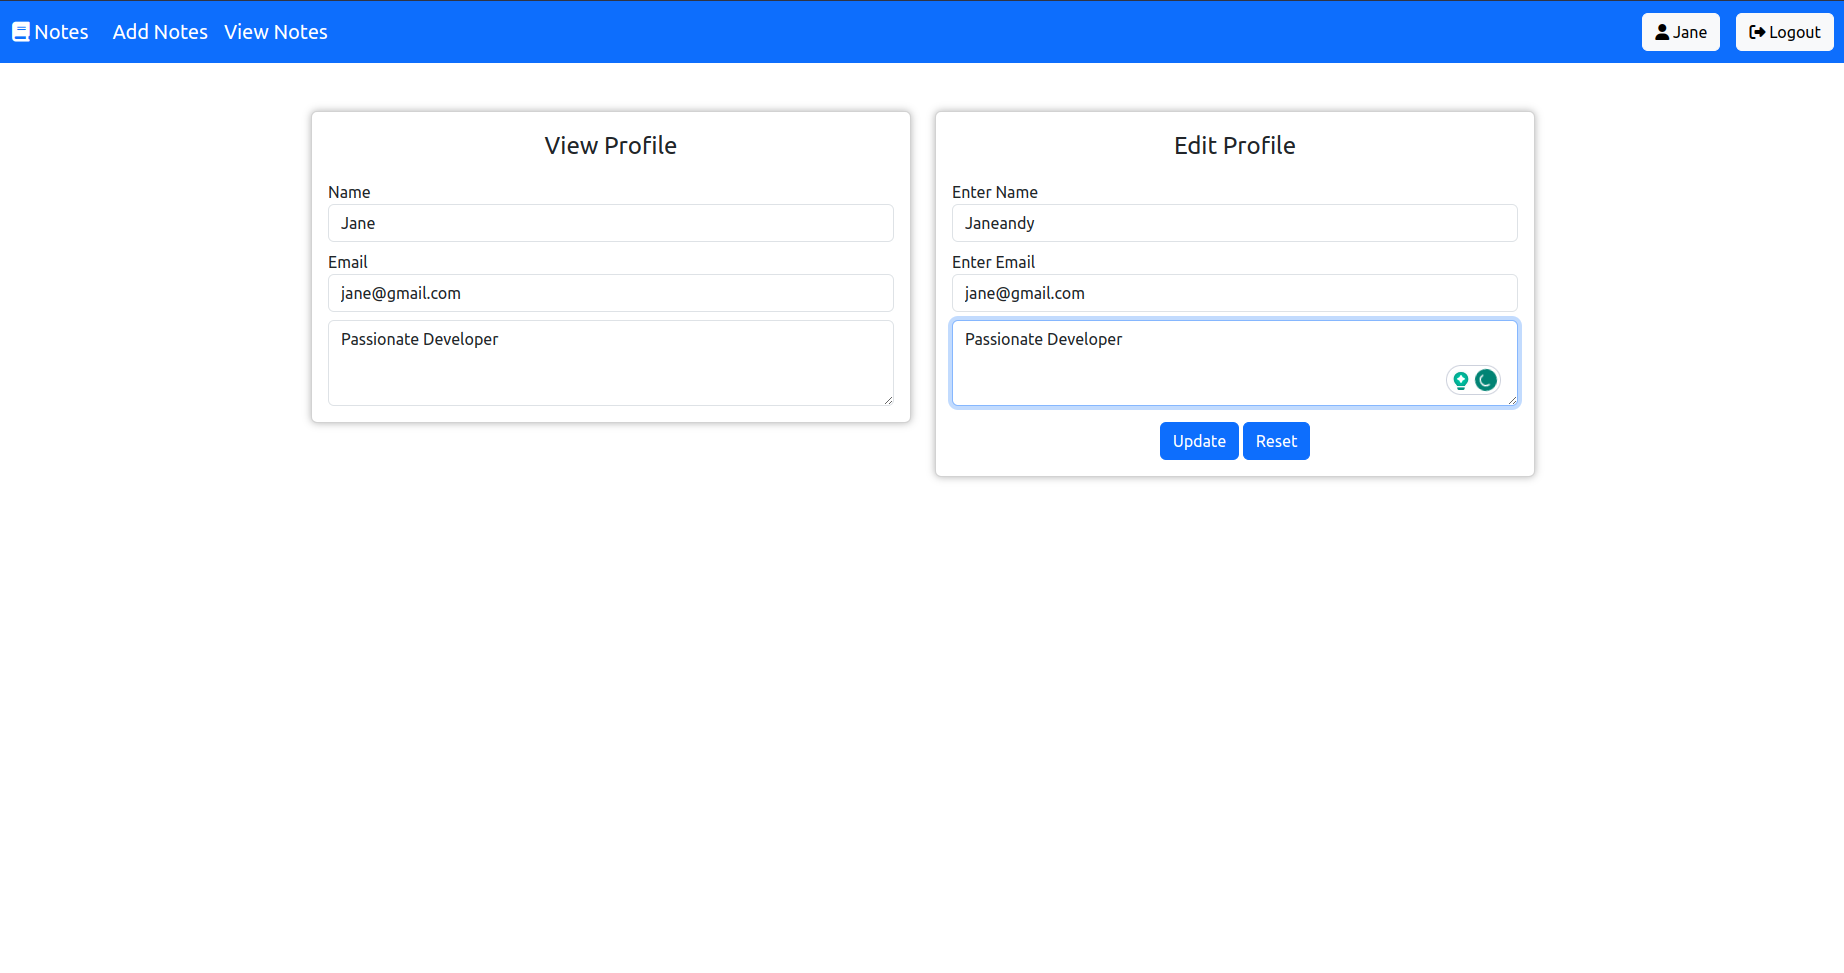 Notes Add Notes View Notes Jane Logout
View Profile
Name
Jane
Email
jane@gmail.com
Passionate Developer
Edit Profile
Enter Name
Janeandy
Enter Email
jane@gmail.com
Passionate Developer
Update Reset